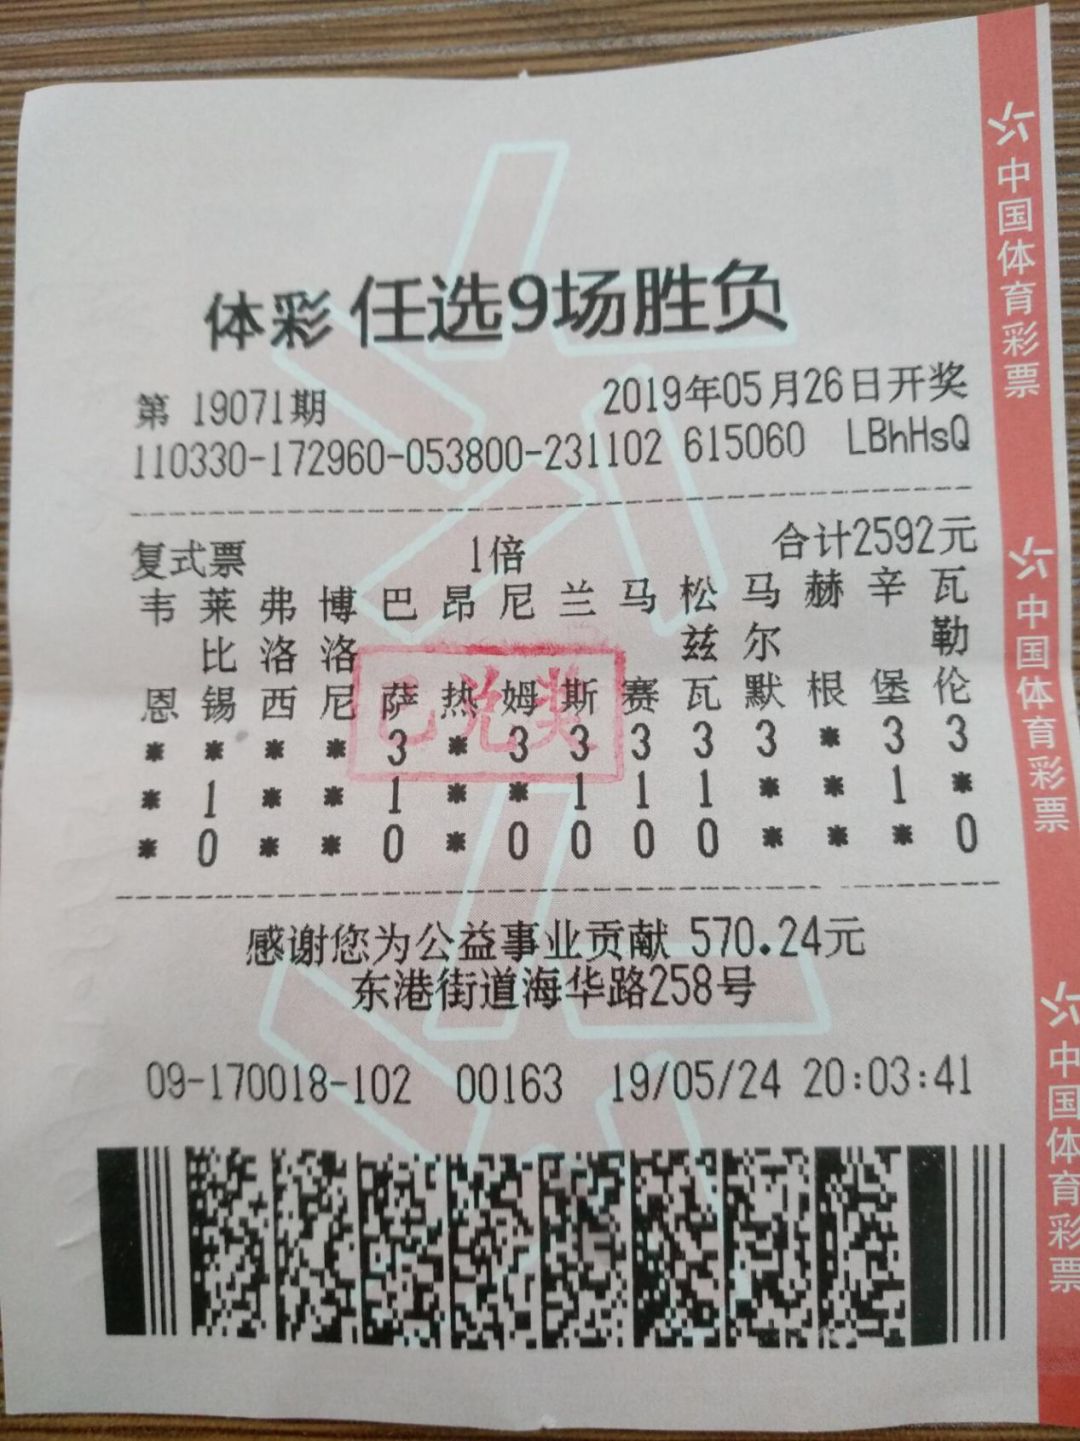 体彩 任选9场胜负
第 19071期 2019年05月26日开奖
110330-172960-053800-231102 615060 LBhHsQ
复式票 1倍 合计2592元
韦 莱 弗 博 巴 昂 尼 兰 马 松 马 赫 辛 瓦
比 洛 洛 兹 尔 勒
恩 锡 西 尼 萨 热 姆 斯 赛 瓦 默 根 堡 伦
已兑奖
* * * * 3 * 3 3 3 3 3 * 3 3
* 1 * * 1 * * 1 1 1 * * 1 *
* 0 * * 0 * 0 0 0 0 * * * 0
感谢您为公益事业贡献 570.24元
东港街道海华路258号
09-170018-102 00163 19/05/24 20:03:41
中国体育彩票
中国体育彩票
中国体育彩票